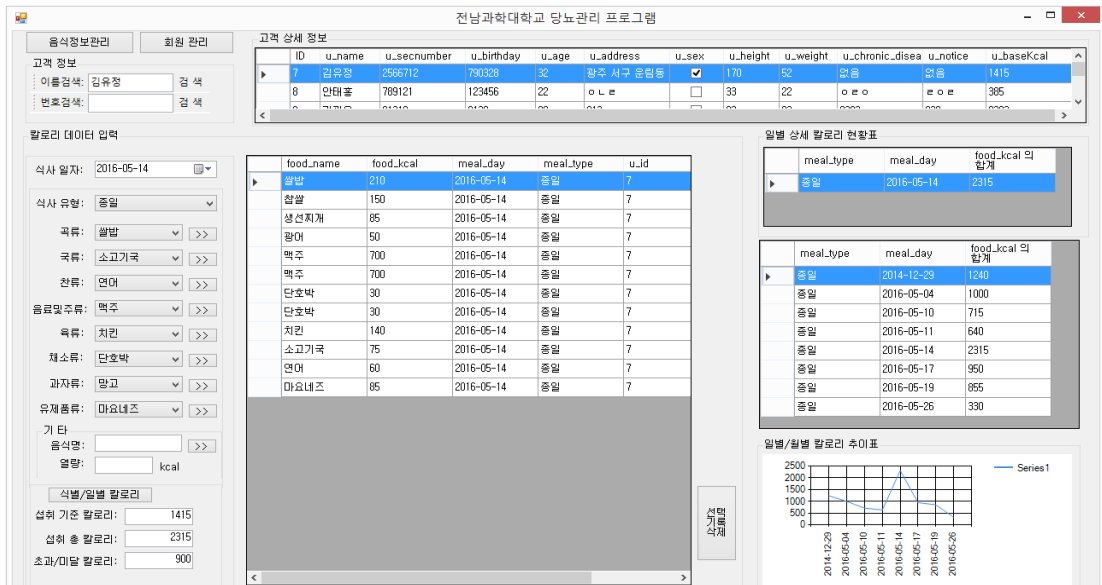 전남과학대학교 당뇨관리 프로그램
음식정보관리 회원 관리
고객 정보
이름검색: 김유정 검 색
번호검색: 검 색
고객 상세 정보
ID u_name u_secnumber u_birthday u_age u_address u_sex u_height u_weight u_chronic_disea u_notice u_baseKcal
7 김유정 2566712 790328 32 광주 서구 운림동 170 52 없음 없음 1415
8 안태홍 789121 123456 22 ㅇㄴㄹ 33 22 ㅇㄹㅇ ㄹㅇㄹ 385
칼로리 데이터 입력
식사 일자: 2016-05-14
식사 유형: 종일
곡류: 쌀밥 >>
국류: 소고기국 >>
찬류: 연어 >>
음료및주류: 맥주 >>
육류: 치킨 >>
채소류: 단호박 >>
과자류: 망고 >>
유제품류: 마요네즈 >>
기 타
음식명: >>
열량: kcal
식별/일별 칼로리
섭취 기준 칼로리: 1415
섭취 총 칼로리: 2315
초과/미달 칼로리: 900
food_name food_kcal meal_day meal_type u_id
쌀밥 210 2016-05-14 종일 7
찹쌀 150 2016-05-14 종일 7
생선찌개 85 2016-05-14 종일 7
광어 50 2016-05-14 종일 7
맥주 700 2016-05-14 종일 7
맥주 700 2016-05-14 종일 7
단호박 30 2016-05-14 종일 7
단호박 30 2016-05-14 종일 7
치킨 140 2016-05-14 종일 7
소고기국 75 2016-05-14 종일 7
연어 60 2016-05-14 종일 7
마요네즈 85 2016-05-14 종일 7
선택
기록
삭제
일별 상세 칼로리 현황표
meal_type meal_day food_kcal 의
합계
종일 2016-05-14 2315
meal_type meal_day food_kcal 의
합계
종일 2014-12-29 1240
종일 2016-05-04 1000
종일 2016-05-10 715
종일 2016-05-11 640
종일 2016-05-14 2315
종일 2016-05-17 950
종일 2016-05-19 855
종일 2016-05-26 330
일별/월별 칼로리 추이표
2500
2000
1500
1000
500
0
Series1
2014-12-29
2016-05-04
2016-05-10
2016-05-11
2016-05-14
2016-05-17
2016-05-19
2016-05-26